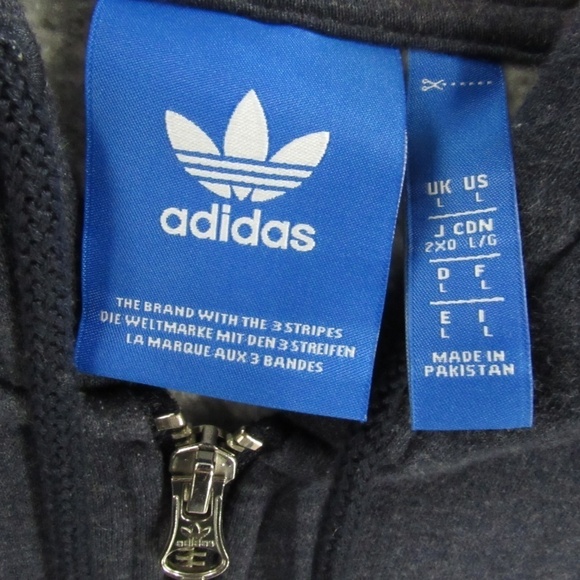 adidas
THE BRAND WITH THE 3 STRIPES
DIE WELTMARKE MIT DEN 3 STREIFEN
LA MARQUE AUX 3 BANDES
UK US
L L
J CDN
2XO L/G
D F
L L
E I
L L
MADE IN
PAKISTAN
adidas